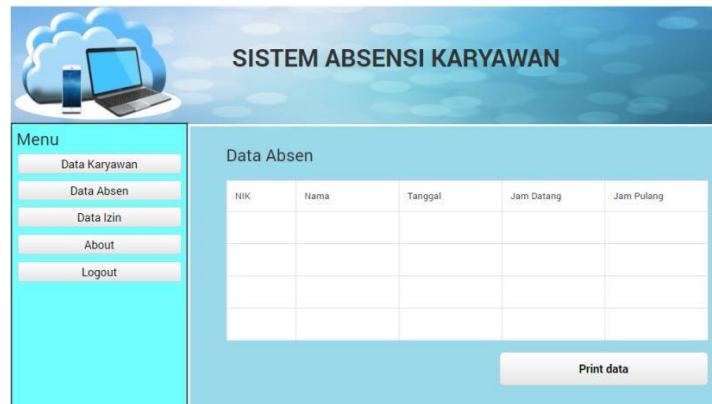 SISTEM ABSENSI KARYAWAN
Menu
Data Karyawan
Data Absen
Data Izin
About
Logout
Data Absen
NIK Nama Tanggal Jam Datang Jam Pulang
Print data